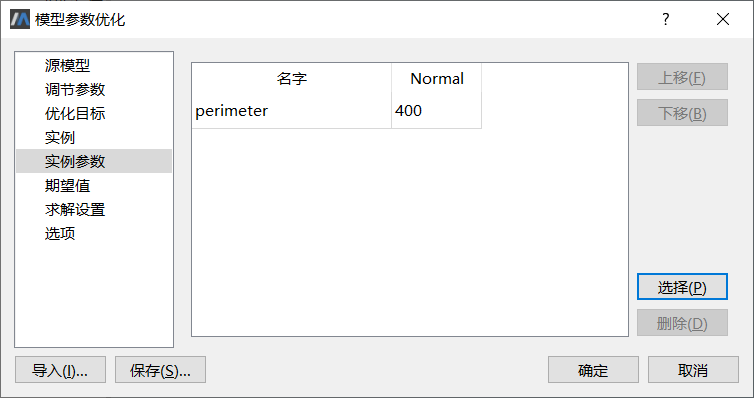 模型参数优化
?
源模型
调节参数
优化目标
实例
实例参数
期望值
求解设置
选项
名字 Normal
perimeter 400
上移(F)
下移(B)
选择(P)
删除(D)
导入(I)... 保存(S)... 确定 取消